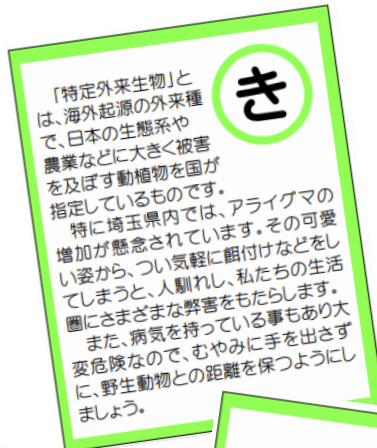 き
「特定外来生物」と
は、海外起源の外来種
で、日本の生態系や
農業などに大きく被害
を及ぼす動植物を国が
指定しているものです。
特に埼玉県内では、アライグマの
増加が懸念されています。その可愛
い姿から、つい気軽に餌付けなどをし
てしまうと、人馴れし、私たちの生活
圏にさまざまな弊害をもたらします。
また、病気を持っている事もあり大
変危険なので、むやみに手を出さず
に、野生動物との距離を保つようにし
ましょう。